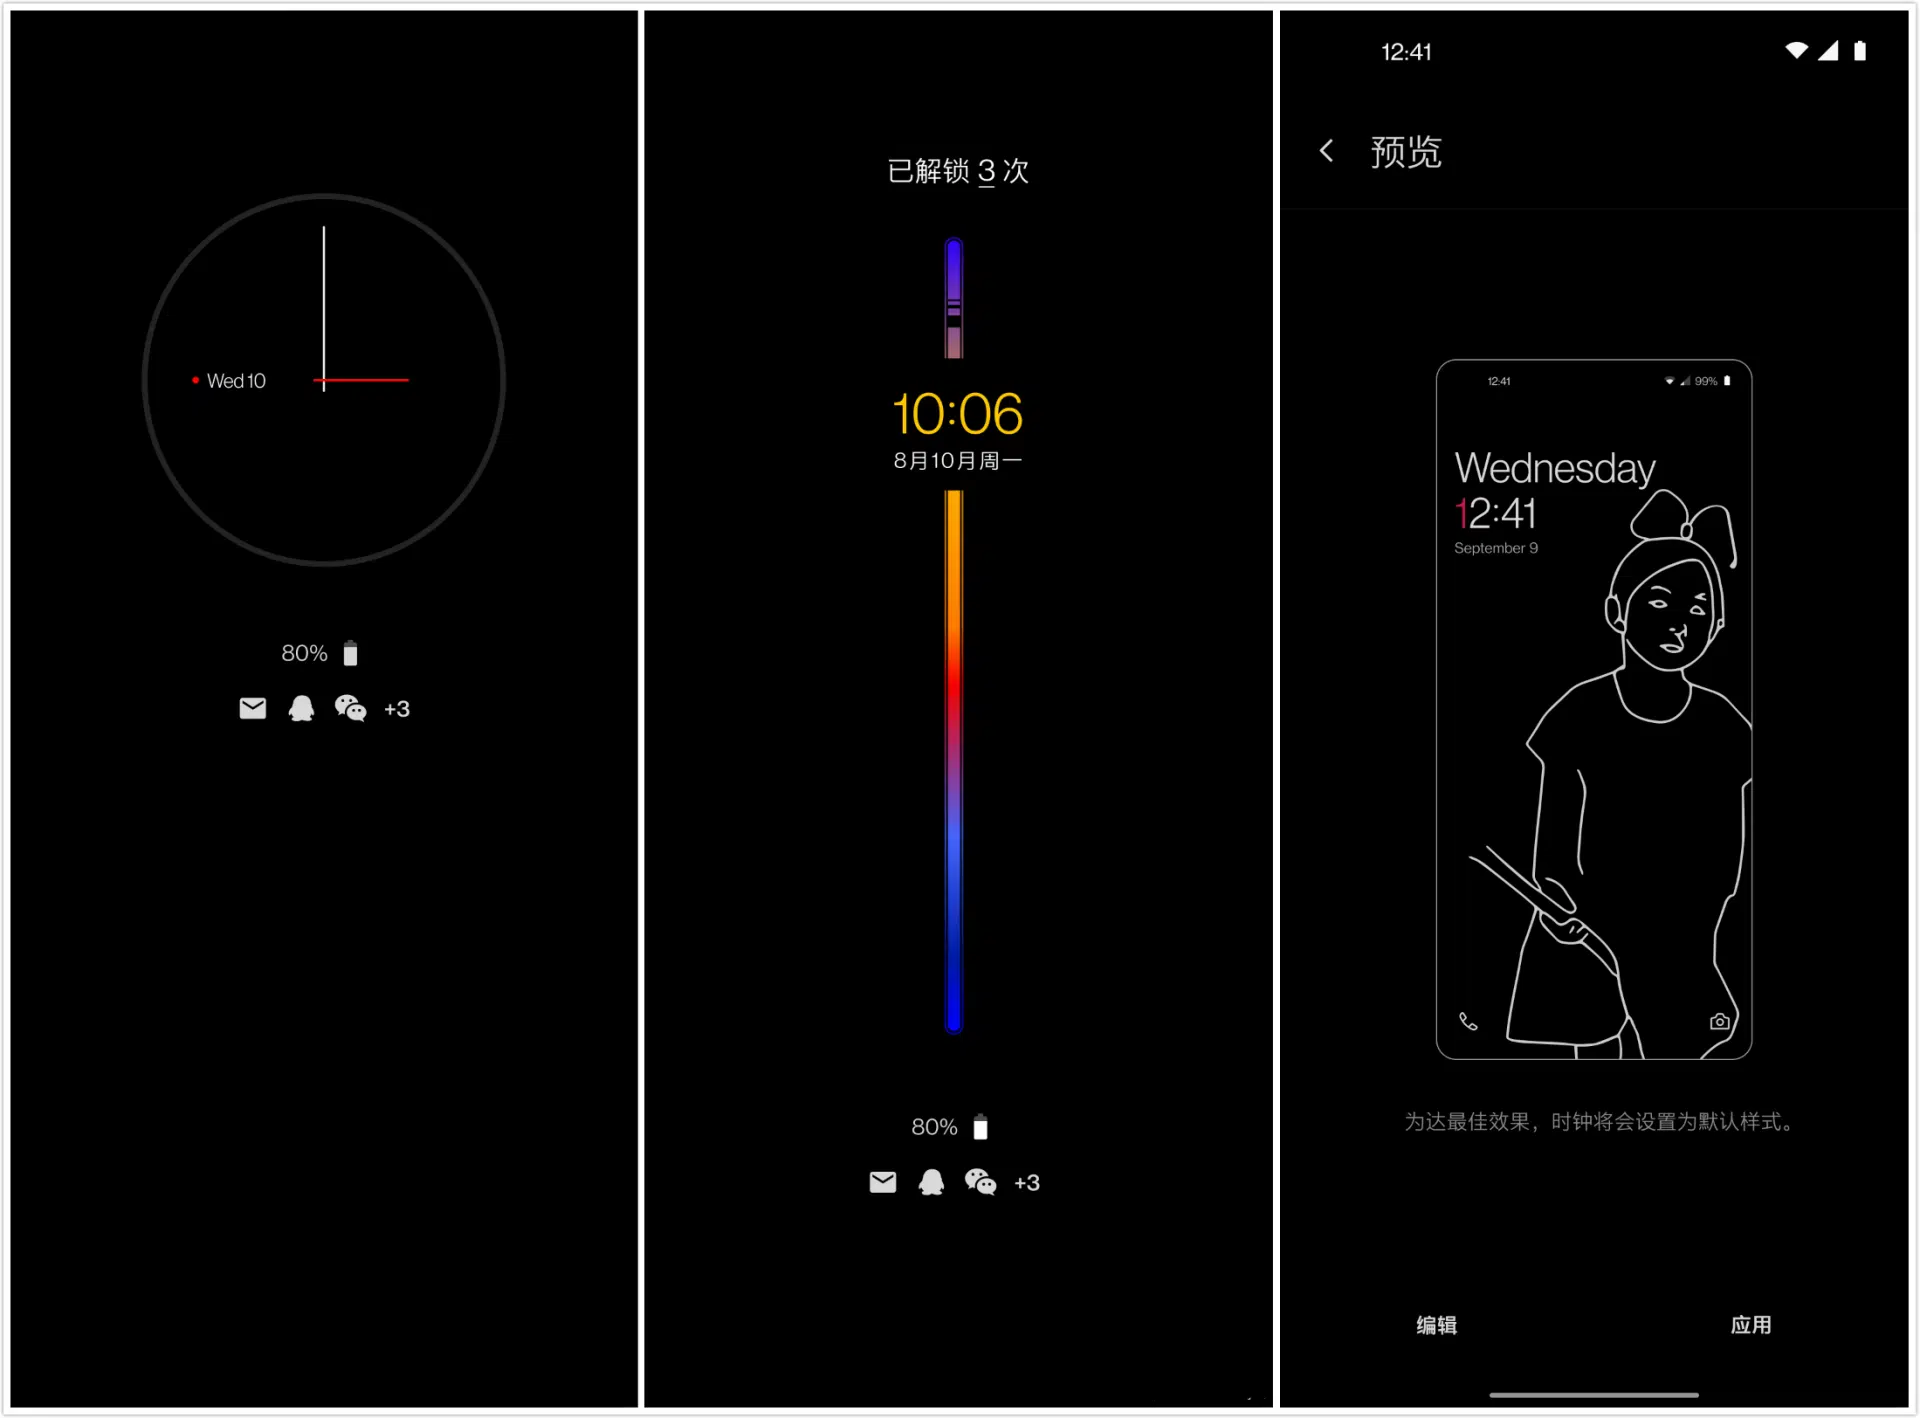 Wed 10
80%
+3
已解锁 3 次
10:06
8月10月周一
80%
+3
12:41
预览
12:41
99%
Wednesday
12:41
September 9
为达最佳效果，时钟将会设置为默认样式。
编辑
应用